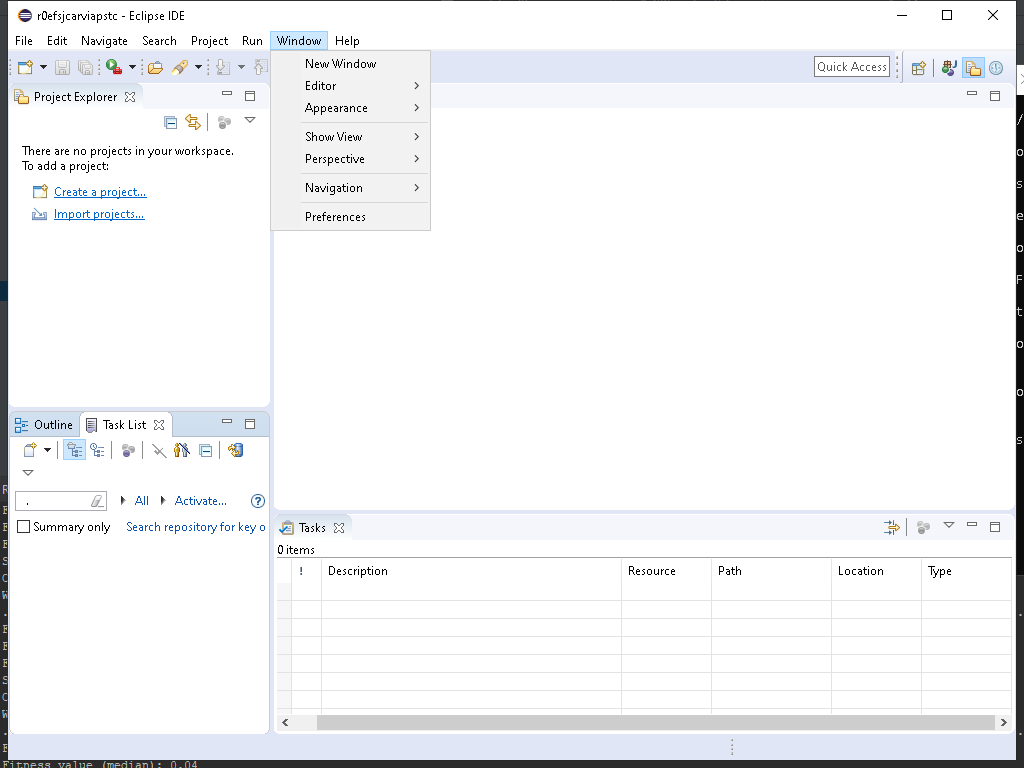 r0efsjcarviapstc - Eclipse IDE
File Edit Navigate Search Project Run Window Help
Quick Access
New Window
Editor
Appearance
Show View
Perspective
Navigation
Preferences
Project Explorer
There are no projects in your workspace.
To add a project:
Create a project...
Import projects...
Outline Task List
. All Activate...
Summary only Search repository for key o
Tasks
0 items
! Description Resource Path Location Type
Fitness value (median): 0.04